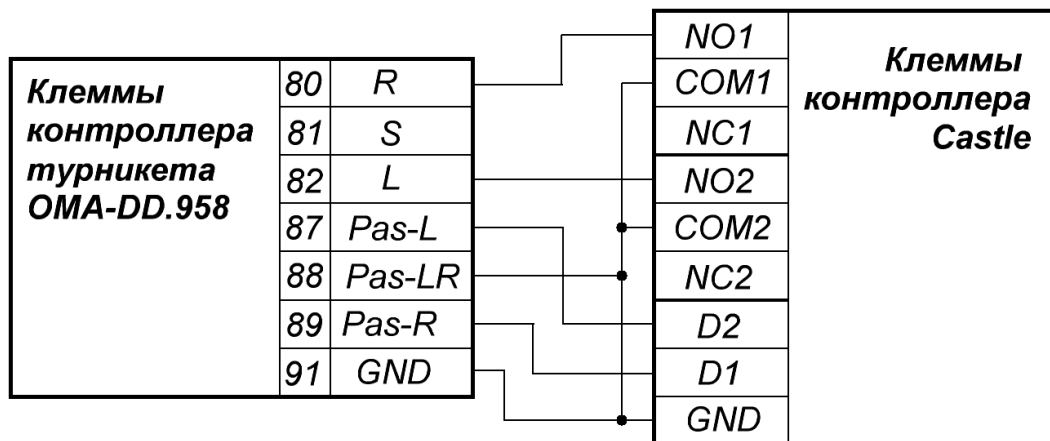 Клеммы
контроллера
турникета
OMA-DD.958
80 R
81 S
82 L
87 Pas-L
88 Pas-LR
89 Pas-R
91 GND
NO1
COM1
NC1
NO2
COM2
NC2
D2
D1
GND
Клеммы
контроллера
Castle